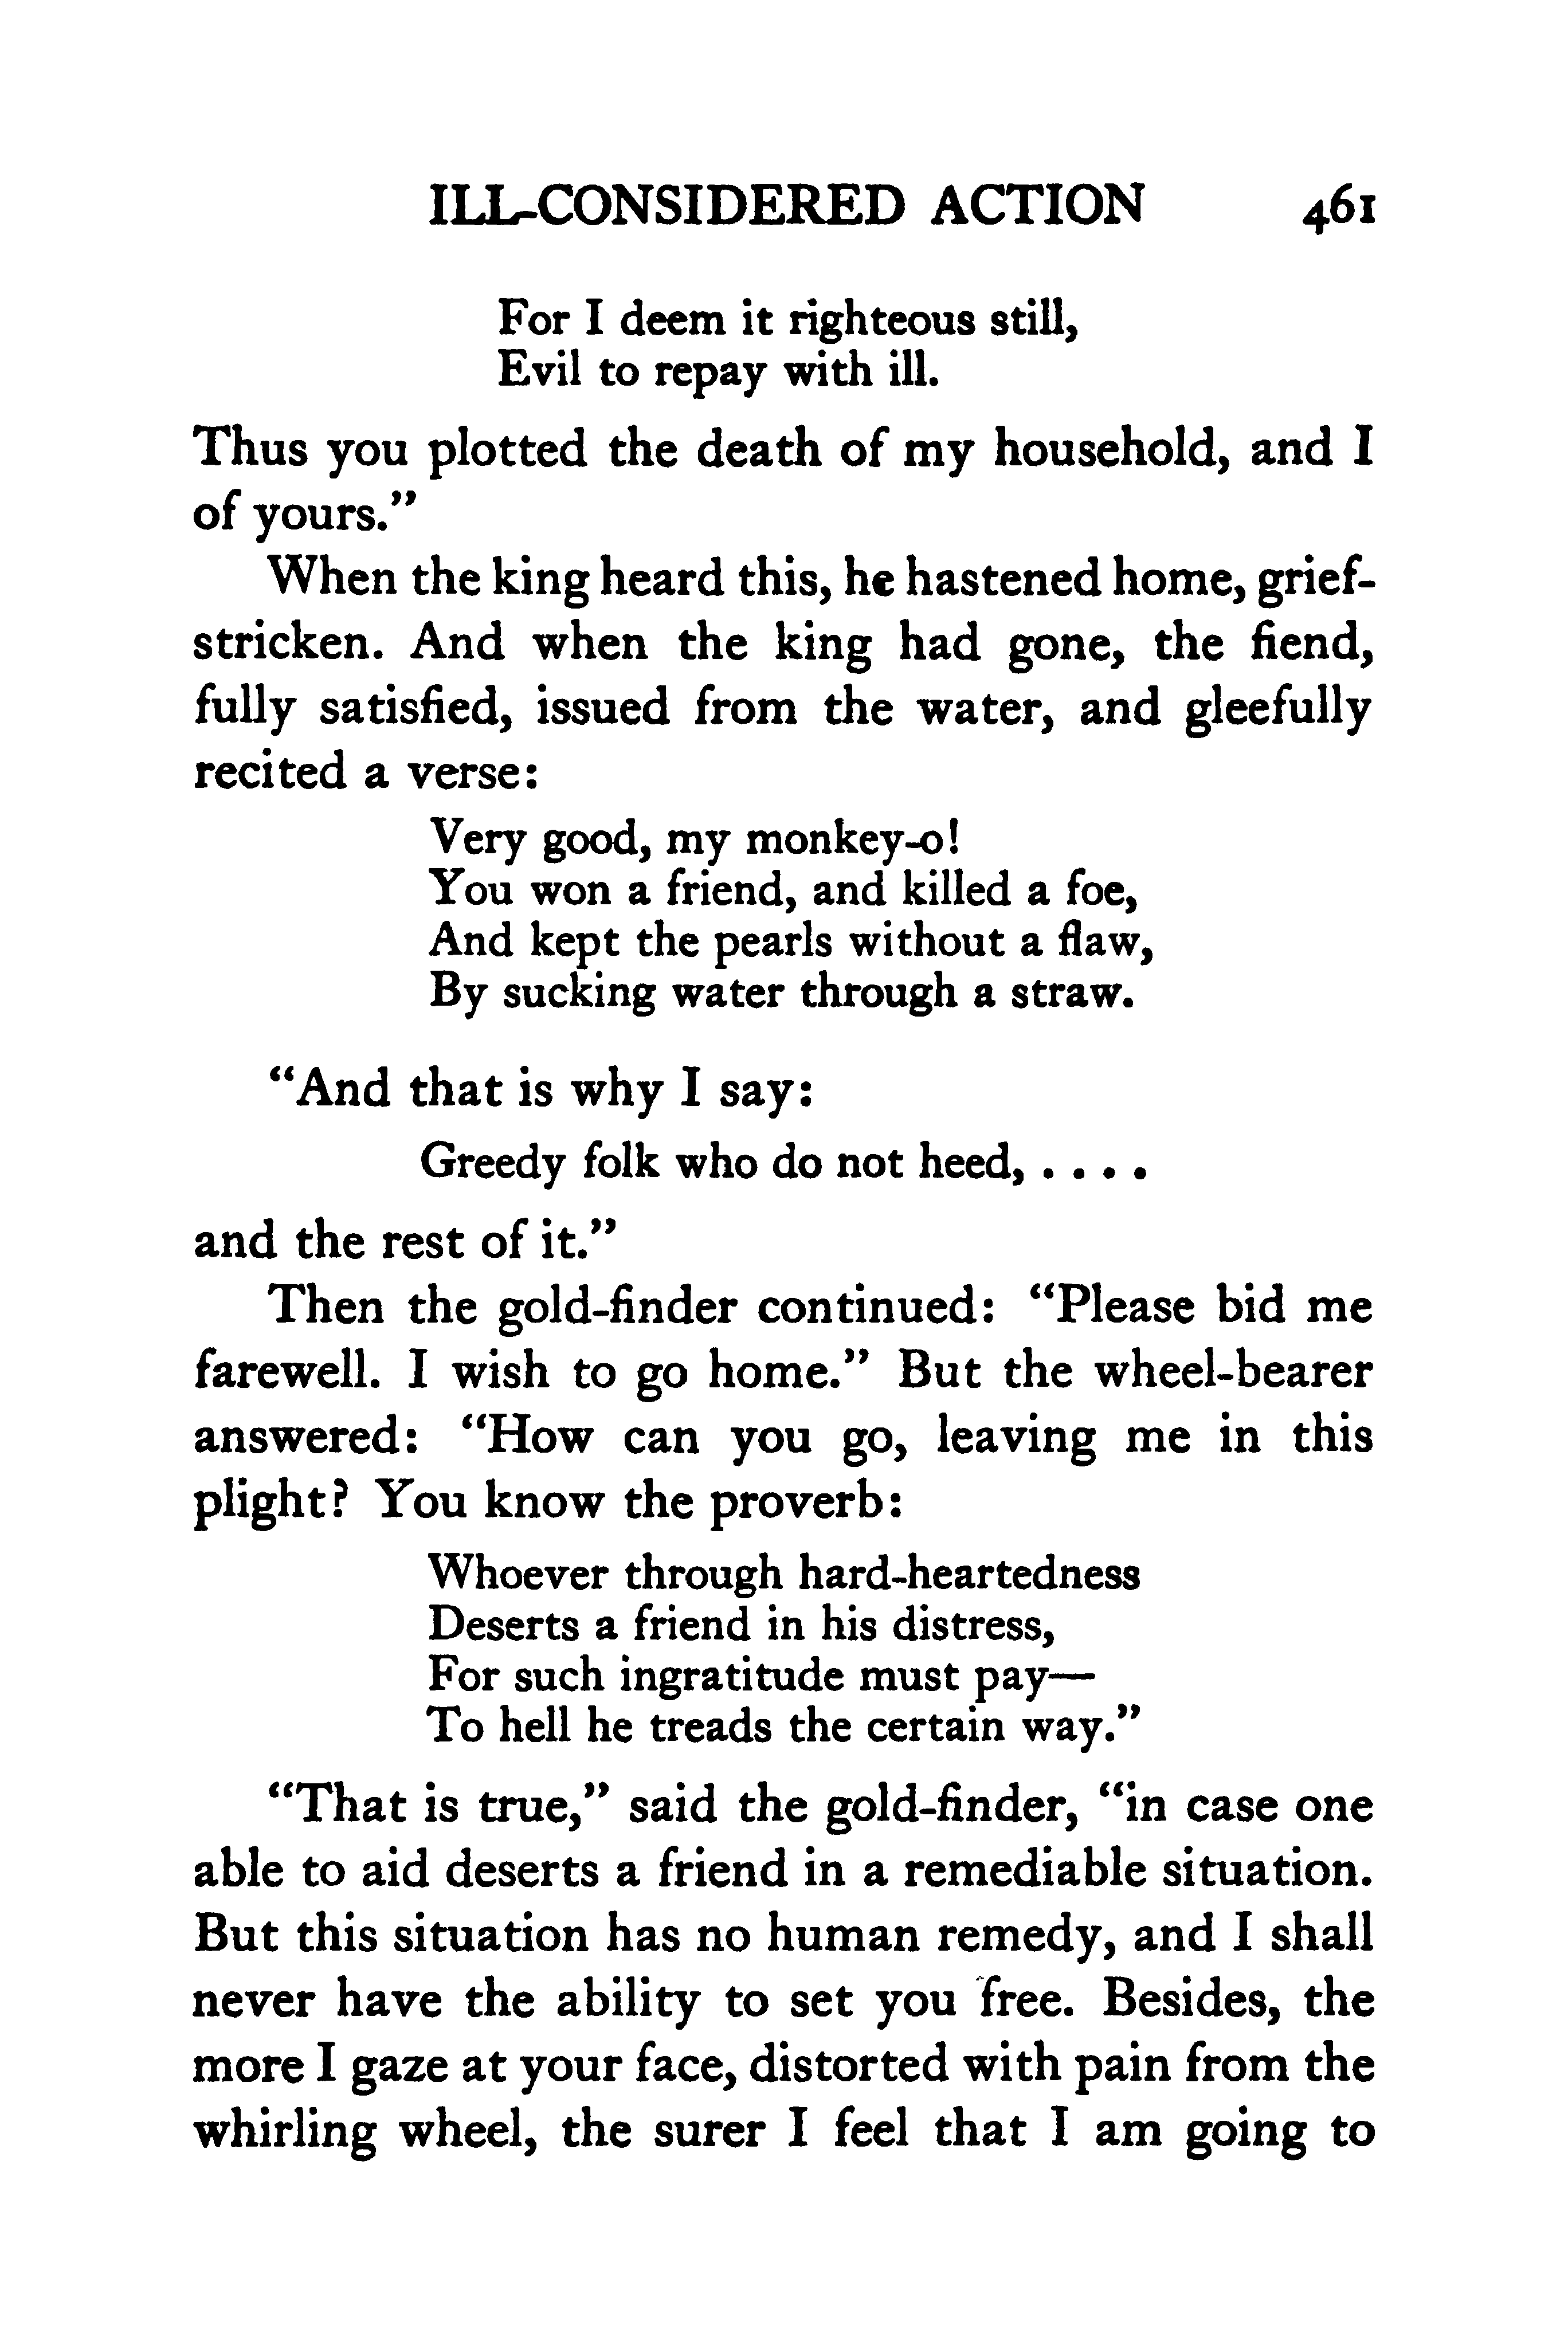 ILL-CONSIDERED ACTION 461
For I deem it righteous still,
Evil to repay with ill.
Thus you plotted the death of my household, and I
of yours.”
When the king heard this, he hastened home, grief-
stricken. And when the king had gone, the fiend,
fully satisfied, issued from the water, and gleefully
recited a verse:
Very good, my monkey-o!
You won a friend, and killed a foe,
And kept the pearls without a flaw,
By sucking water through a straw.
“And that is why I say:
Greedy folk who do not heed, . . . .
and the rest of it.”
Then the gold-finder continued: “Please bid me
farewell. I wish to go home.” But the wheel-bearer
answered: “How can you go, leaving me in this
plight? You know the proverb:
Whoever through hard-heartedness
Deserts a friend in his distress,
For such ingratitude must pay—
To hell he treads the certain way.”
“That is true,” said the gold-finder, “in case one
able to aid deserts a friend in a remediable situation.
But this situation has no human remedy, and I shall
never have the ability to set you free. Besides, the
more I gaze at your face, distorted with pain from the
whirling wheel, the surer I feel that I am going to